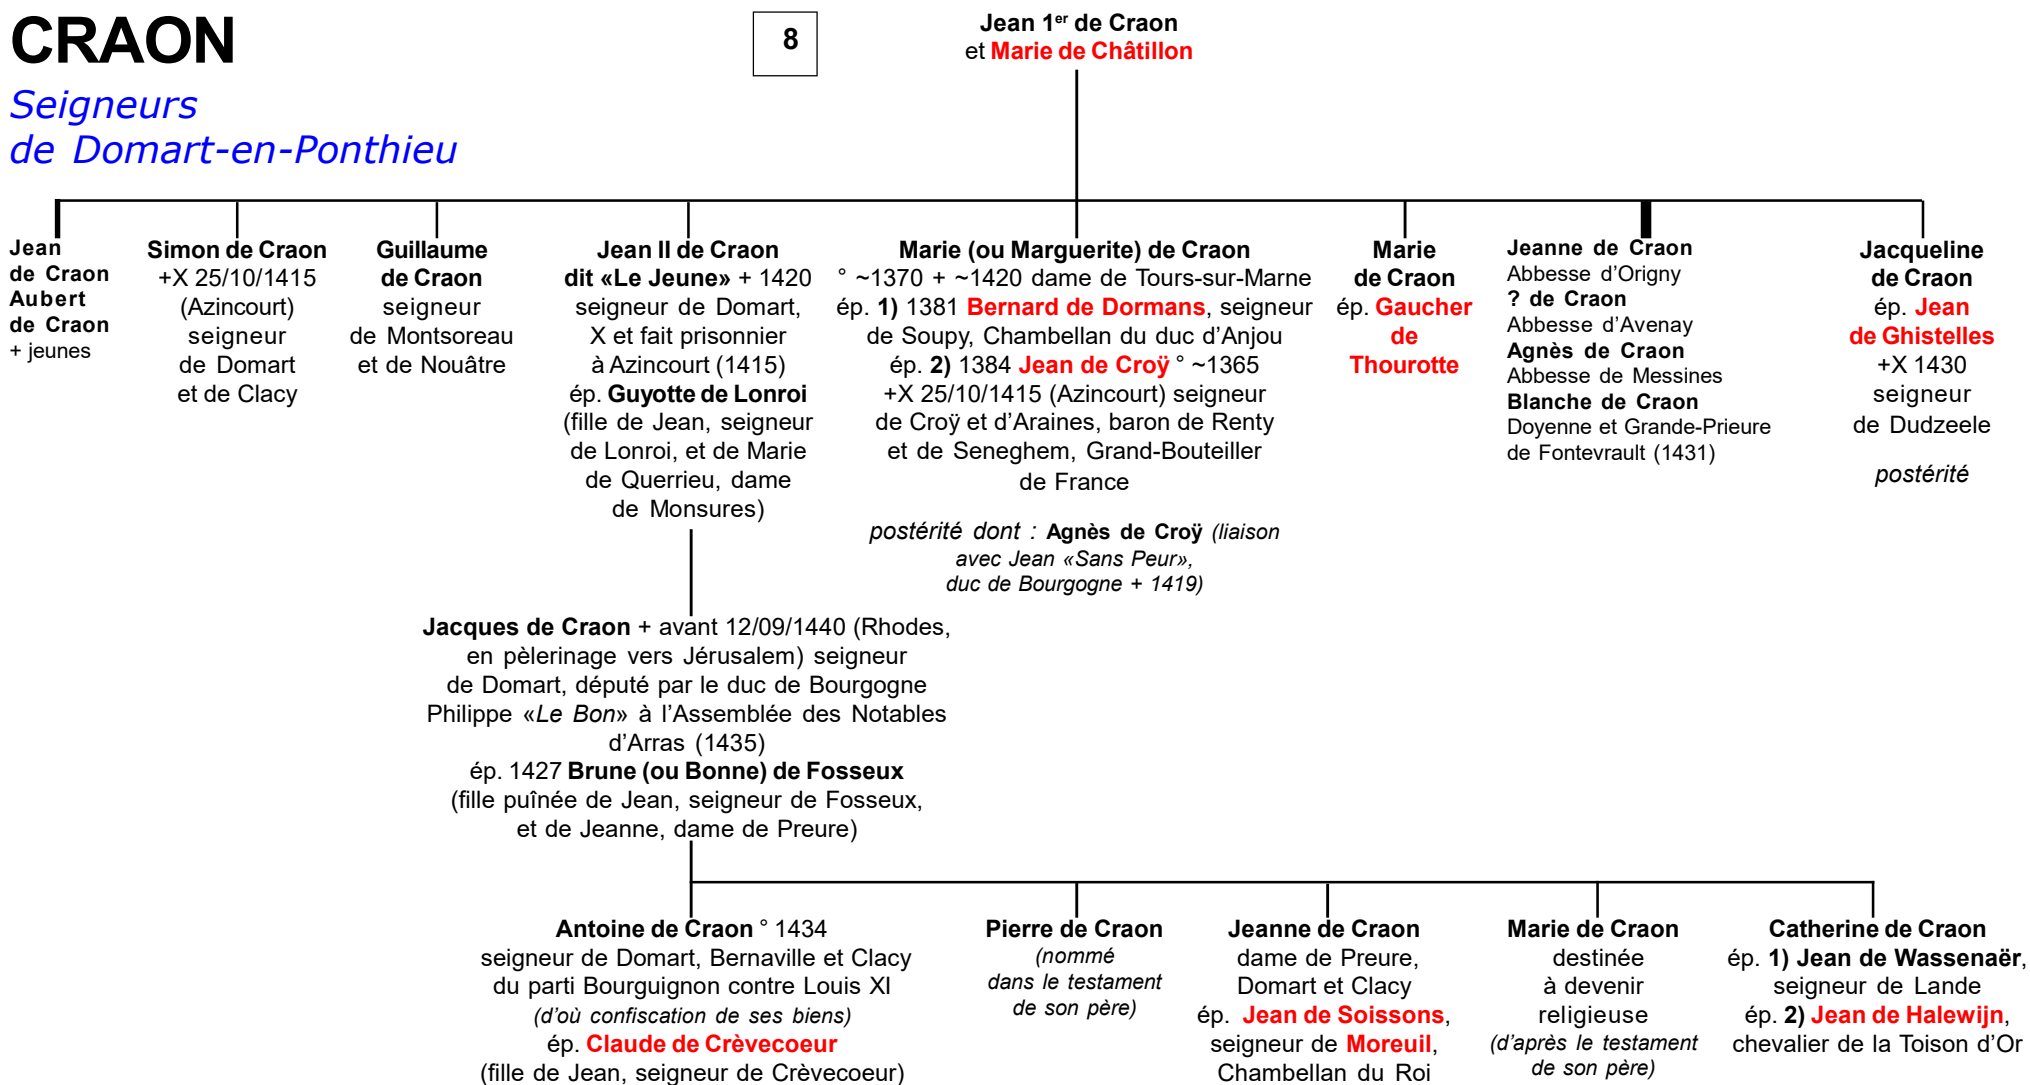 CRAON
8
Jean 1er de Craon
et Marie de Châtillon
Seigneurs
de Domart-en-Ponthieu
Jean
de Craon
Aubert
de Craon
+ jeunes
Simon de Craon
+X 25/10/1415
(Azincourt)
seigneur
de Domart
et de Clacy
Guillaume
de Craon
seigneur
de Montsoreau
et de Nouâtre
Jean II de Craon
dit «Le Jeune» + 1420
seigneur de Domart,
X et fait prisonnier
à Azincourt (1415)
ép. Guyotte de Lonroi
(fille de Jean, seigneur
de Lonroi, et de Marie
de Querrieu, dame
de Monsures)
Marie (ou Marguerite) de Craon
° ~1370 + ~1420 dame de Tours-sur-Marne
ép. 1) 1381 Bernard de Dormans, seigneur
de Soupy, Chambellan du duc d’Anjou
ép. 2) 1384 Jean de Croÿ ° ~1365
+X 25/10/1415 (Azincourt) seigneur
de Croÿ et d’Araines, baron de Renty
et de Seneghem, Grand-Bouteiller
de France
postérité dont : Agnès de Croÿ (liaison
avec Jean «Sans Peur»,
duc de Bourgogne + 1419)
Marie
de Craon
ép. Gaucher
de
Thourotte
Jeanne de Craon
Abbesse d’Origny
? de Craon
Abbesse d’Avenay
Agnès de Craon
Abbesse de Messines
Blanche de Craon
Doyenne et Grande-Prieure
de Fontevrault (1431)
Jacqueline
de Craon
ép. Jean
de Ghistelles
+X 1430
seigneur
de Dudzeele
postérité
Jacques de Craon + avant 12/09/1440 (Rhodes,
en pèlerinage vers Jérusalem) seigneur
de Domart, député par le duc de Bourgogne
Philippe «Le Bon» à l’Assemblée des Notables
d’Arras (1435)
ép. 1427 Brune (ou Bonne) de Fosseux
(fille puînée de Jean, seigneur de Fosseux,
et de Jeanne, dame de Preure)
Antoine de Craon ° 1434
seigneur de Domart, Bernaville et Clacy
du parti Bourguignon contre Louis XI
(d’où confiscation de ses biens)
ép. Claude de Crèvecoeur
(fille de Jean, seigneur de Crèvecoeur)
Pierre de Craon
(nommé
dans le testament
de son père)
Jeanne de Craon
dame de Preure,
Domart et Clacy
ép. Jean de Soissons,
seigneur de Moreuil,
Chambellan du Roi
Marie de Craon
destinée
à devenir
religieuse
(d’après le testament
de son père)
Catherine de Craon
ép. 1) Jean de Wassenaër,
seigneur de Lande
ép. 2) Jean de Halewijn,
chevalier de la Toison d’Or